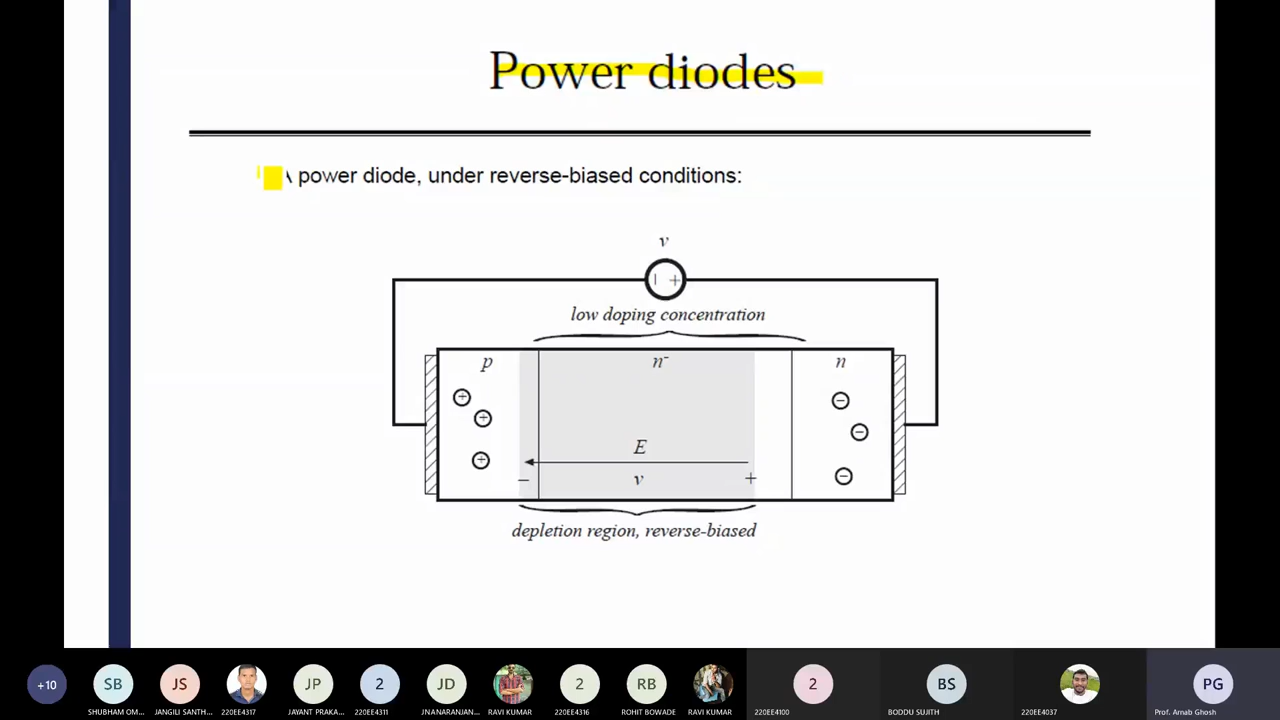 Power diodes
A power diode, under reverse-biased conditions:
v
+
low doping concentration
p n⁻ n
+ −
+ −
+ −
E
− v +
depletion region, reverse-biased
+10 SB JS JP 2 JD 2 RB 2 BS PG
SHUBHAM OM... JANGILI SANTH... 220EE4317 JAYANT PRAKA... 220EE4311 JNANARANJAN... RAVI KUMAR 220EE4316 ROHIT BOWADE RAVI KUMAR 220EE4100 BODDU SUJITH 220EE4037 Prof. Arnab Ghosh